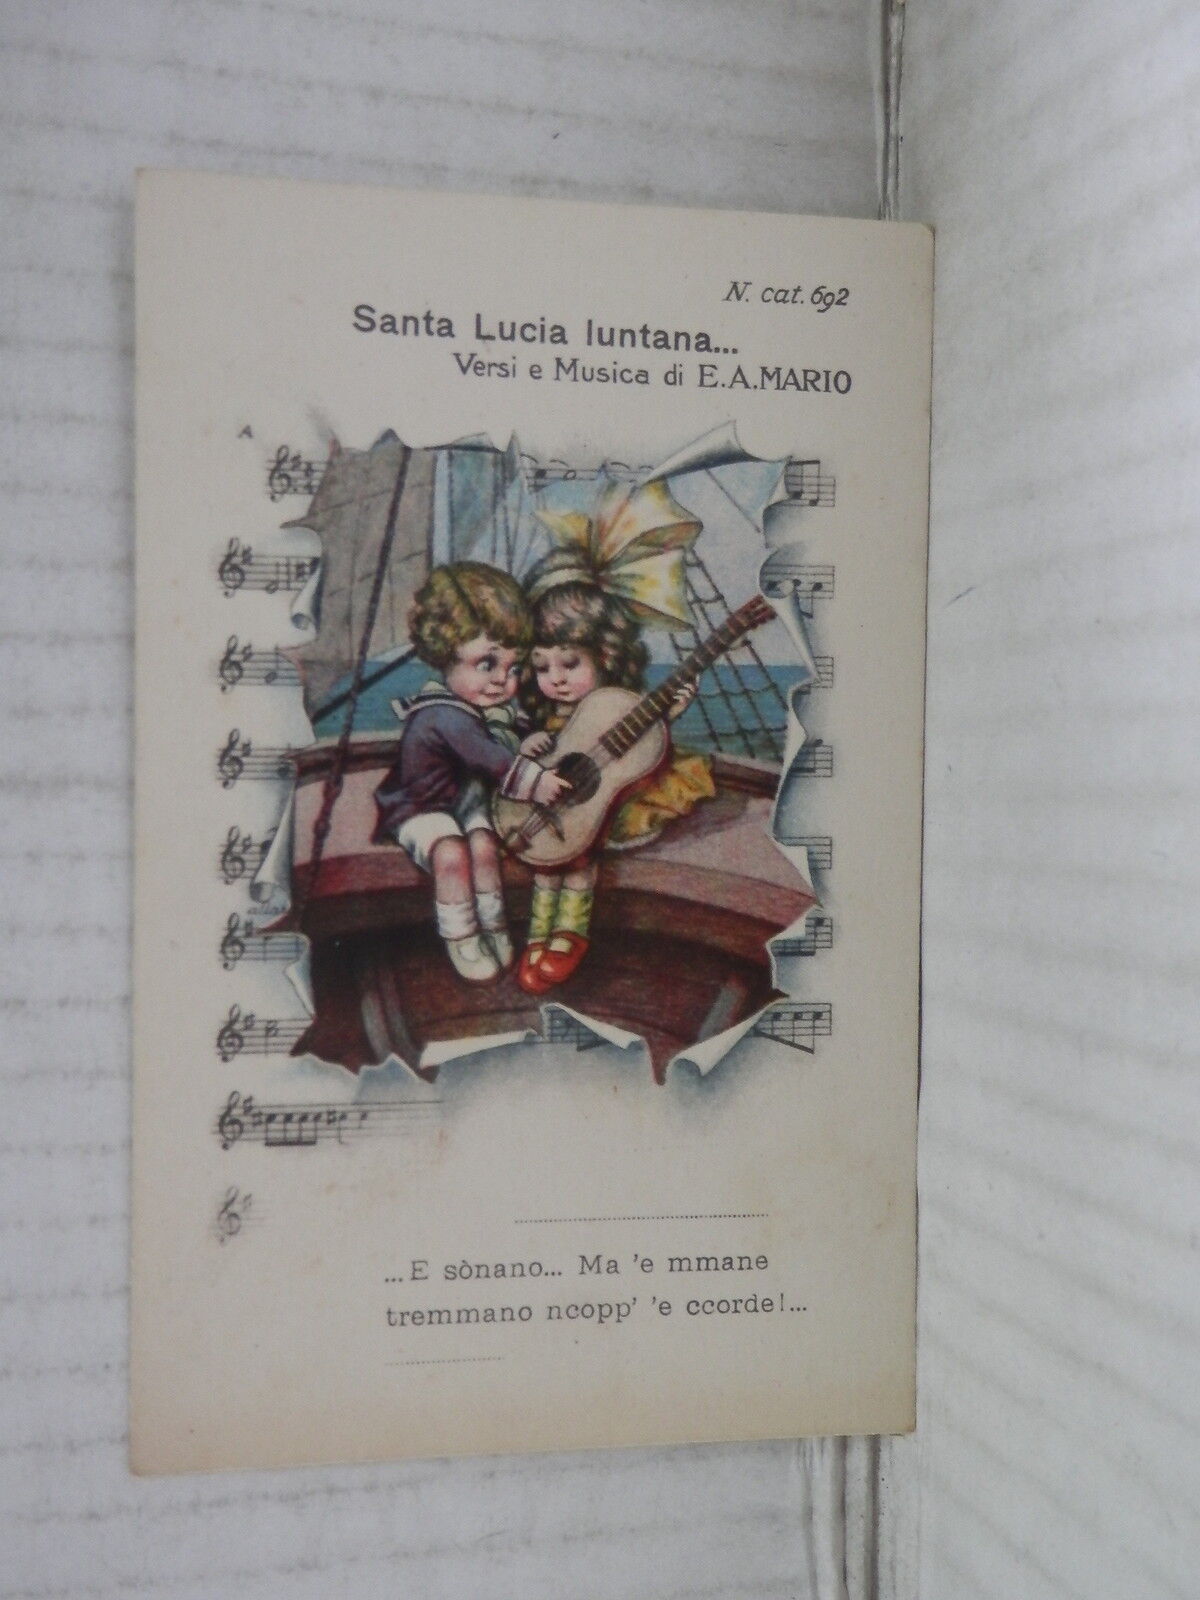 N. cat. 692
Santa Lucia luntana...
Versi e Musica di E.A.MARIO
A
...E sònano... Ma 'e mmane
tremmano ncopp' 'e ccorde!...